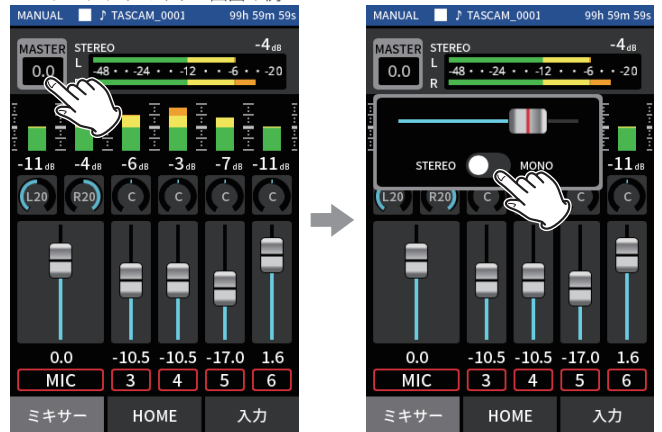 MANUAL ♪ TASCAM_0001 99h 59m 59s
MASTER STEREO -4dB
0.0 L -48 · · -24 · · -12 · · -6 · · -20
-11dB -4dB -6dB -3dB -7dB -11dB
L20 R20 C C C C
0.0 -10.5 -10.5 -17.0 1.6
MIC 3 4 5 6
ミキサー HOME 入力
MANUAL ♪ TASCAM_0001 99h 59m 59s
MASTER STEREO -4dB
0.0 L -48 · · -24 · · -12 · · -6 · · -20
R
STEREO MONO
-11dB
L20 R20 C C C C
0.0 -10.5 -10.5 -17.0 1.6
MIC 3 4 5 6
ミキサー HOME 入力